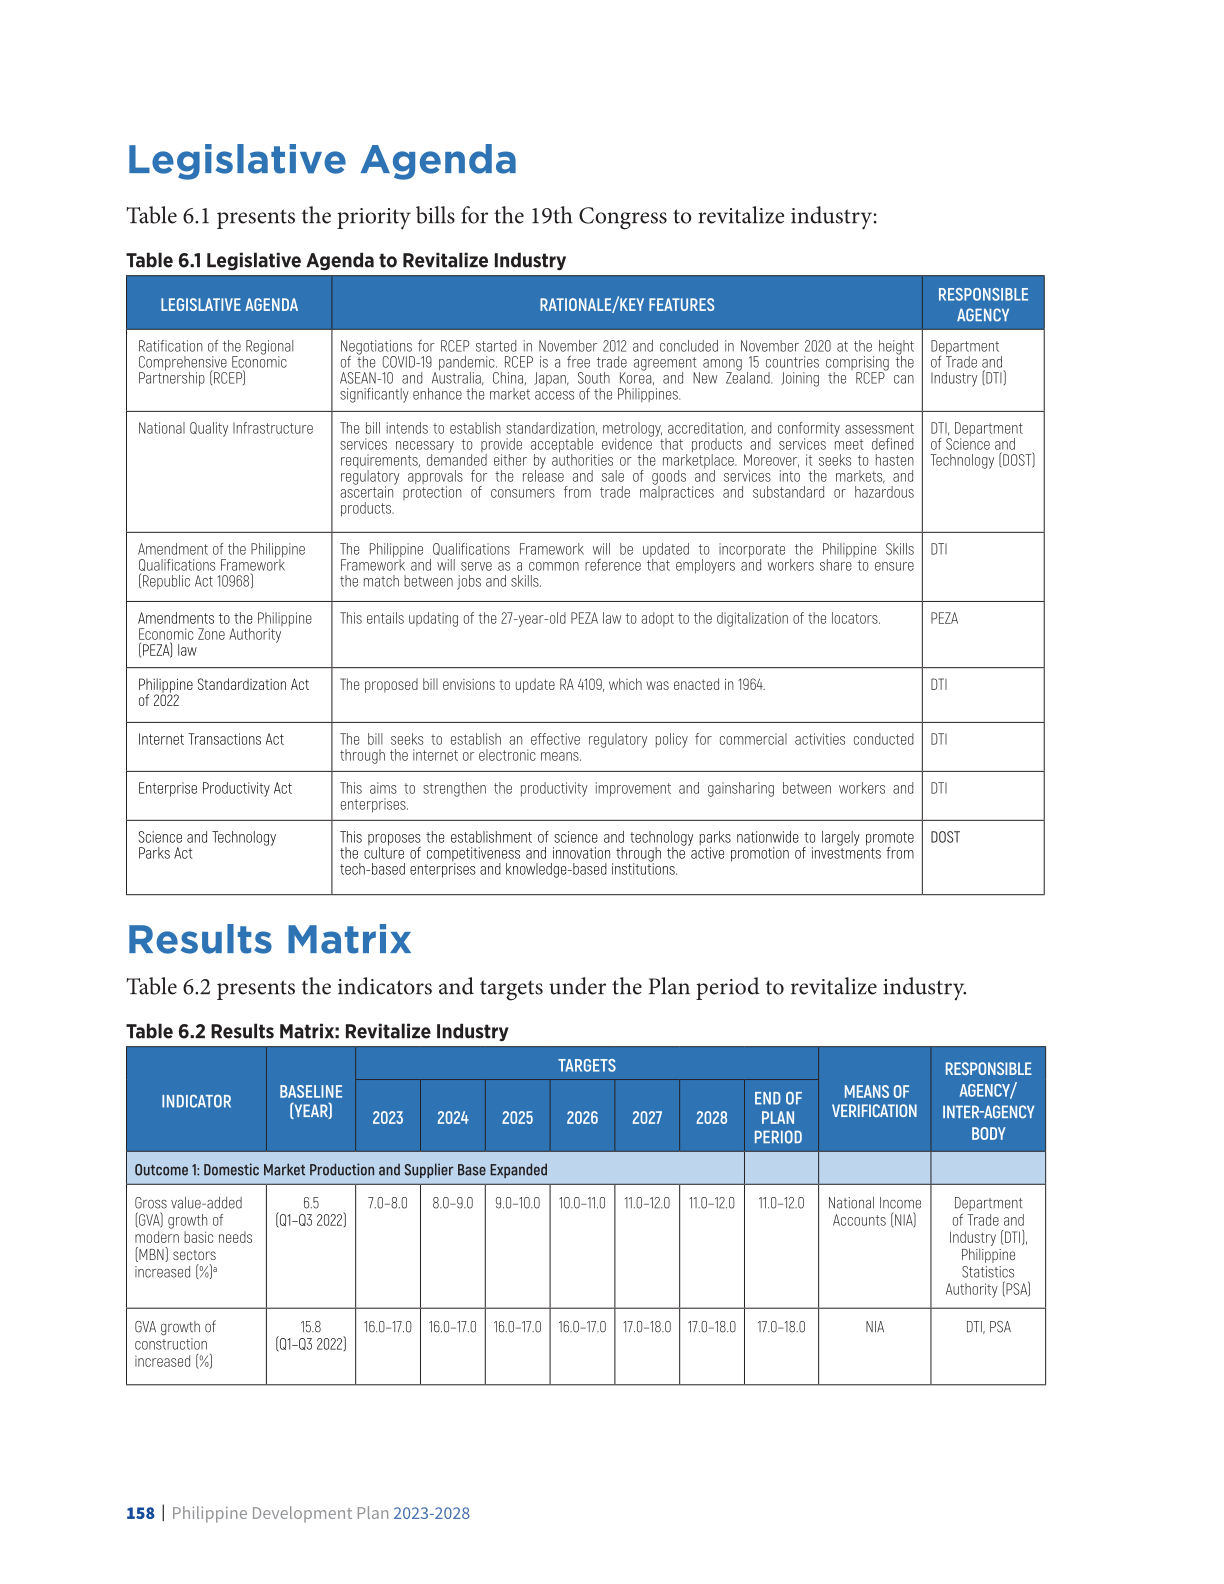 Legislative Agenda
Table 6.1 presents the priority bills for the 19th Congress to revitalize industry:
Table 6.1 Legislative Agenda to Revitalize Industry
LEGISLATIVE AGENDA
RATIONALE/KEY FEATURES
RESPONSIBLE
AGENCY
Ratification of the Regional
Comprehensive Economic
Partnership (RCEP)
Negotiations for RCEP started in November 2012 and concluded in November 2020 at the height
of the COVID-19 pandemic. RCEP is a free trade agreement among 15 countries comprising the
ASEAN-10 and Australia, China, Japan, South Korea, and New Zealand. Joining the RCEP can
significantly enhance the market access of the Philippines.
Department
of Trade and
Industry (DTI)
National Quality Infrastructure
The bill intends to establish standardization, metrology, accreditation, and conformity assessment
services necessary to provide acceptable evidence that products and services meet defined
requirements, demanded either by authorities or the marketplace. Moreover, it seeks to hasten
regulatory approvals for the release and sale of goods and services into the markets, and
ascertain protection of consumers from trade malpractices and substandard or hazardous
products.
DTI, Department
of Science and
Technology (DOST)
Amendment of the Philippine
Qualifications Framework
(Republic Act 10968)
The Philippine Qualifications Framework will be updated to incorporate the Philippine Skills
Framework and will serve as a common reference that employers and workers share to ensure
the match between jobs and skills.
DTI
Amendments to the Philippine
Economic Zone Authority
(PEZA) law
This entails updating of the 27-year-old PEZA law to adopt to the digitalization of the locators.
PEZA
Philippine Standardization Act
of 2022
The proposed bill envisions to update RA 4109, which was enacted in 1964.
DTI
Internet Transactions Act
The bill seeks to establish an effective regulatory policy for commercial activities conducted
through the internet or electronic means.
DTI
Enterprise Productivity Act
This aims to strengthen the productivity improvement and gainsharing between workers and
enterprises.
DTI
Science and Technology
Parks Act
This proposes the establishment of science and technology parks nationwide to largely promote
the culture of competitiveness and innovation through the active promotion of investments from
tech-based enterprises and knowledge-based institutions.
DOST
Results Matrix
Table 6.2 presents the indicators and targets under the Plan period to revitalize industry.
Table 6.2 Results Matrix: Revitalize Industry
INDICATOR
BASELINE
(YEAR)
TARGETS
2023
2024
2025
2026
2027
2028
END OF
PLAN
PERIOD
MEANS OF
VERIFICATION
RESPONSIBLE
AGENCY/
INTER-AGENCY
BODY
Outcome 1: Domestic Market Production and Supplier Base Expanded
Gross value-added
(GVA) growth of
modern basic needs
(MBN) sectors
increased (%)ª
6.5
(Q1–Q3 2022)
7.0–8.0
8.0–9.0
9.0–10.0
10.0–11.0
11.0–12.0
11.0–12.0
11.0–12.0
National Income
Accounts (NIA)
Department
of Trade and
Industry (DTI),
Philippine
Statistics
Authority (PSA)
GVA growth of
construction
increased (%)
15.8
(Q1–Q3 2022)
16.0–17.0
16.0–17.0
16.0–17.0
16.0–17.0
17.0–18.0
17.0–18.0
17.0–18.0
NIA
DTI, PSA
158 | Philippine Development Plan 2023-2028